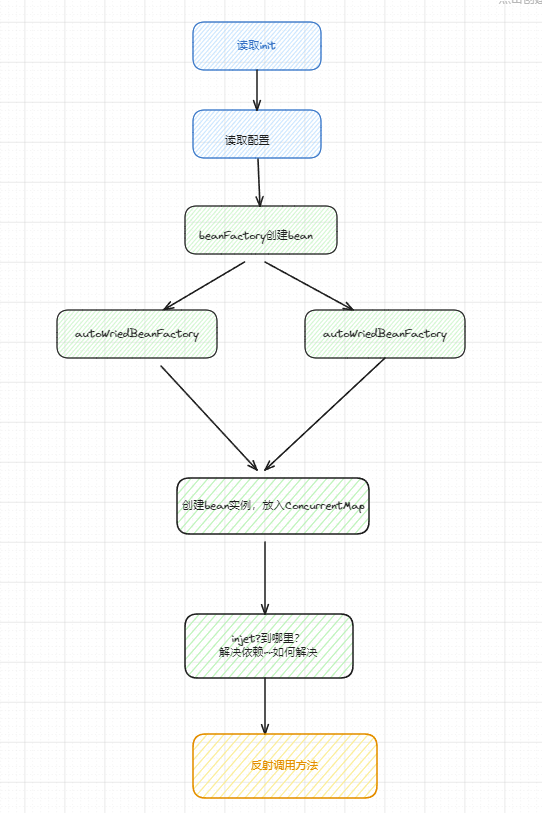 读取init
读取配置
beanFactory创建bean
autoWriedBeanFactory
autoWriedBeanFactory
创建bean实例，放入ConcurrentMap
injet?到哪里?
解决依赖--如何解决
反射调用方法